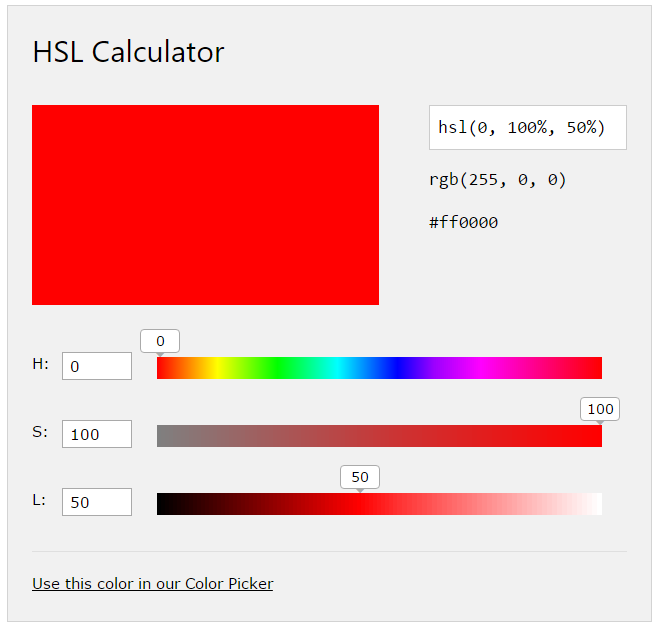 HSL Calculator
hsl(0, 100%, 50%)
rgb(255, 0, 0)
#ff0000
0
H: 0
100
S: 100
50
L: 50
Use this color in our Color Picker